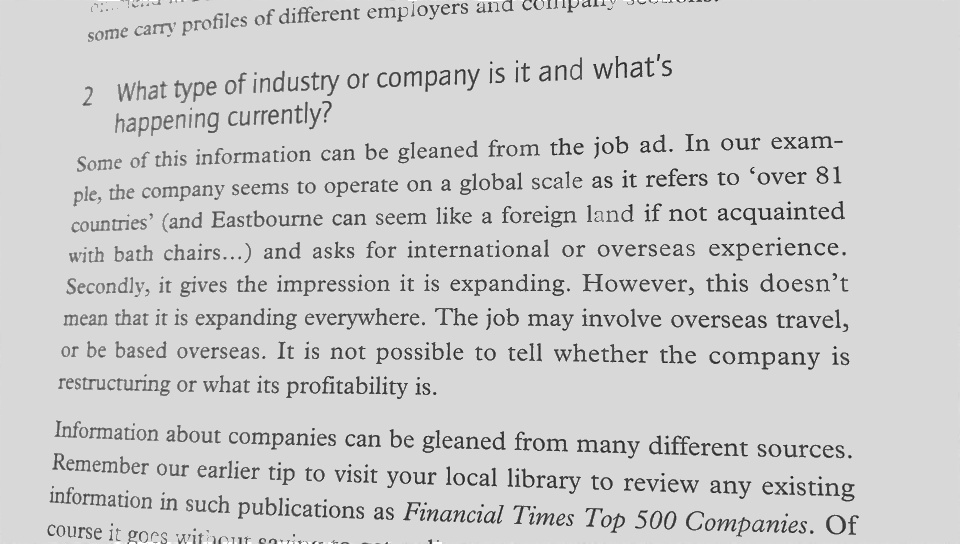 some carry profiles of different employers and company sections.
2 What type of industry or company is it and what's
happening currently?
Some of this information can be gleaned from the job ad. In our exam-
ple, the company seems to operate on a global scale as it refers to ‘over 81
countries’ (and Eastbourne can seem like a foreign land if not acquainted
with bath chairs...) and asks for international or overseas experience.
Secondly, it gives the impression it is expanding. However, this doesn’t
mean that it is expanding everywhere. The job may involve overseas travel,
or be based overseas. It is not possible to tell whether the company is
restructuring or what its profitability is.
Information about companies can be gleaned from many different sources.
Remember our earlier tip to visit your local library to review any existing
information in such publications as Financial Times Top 500 Companies. Of
course it goes without saying to